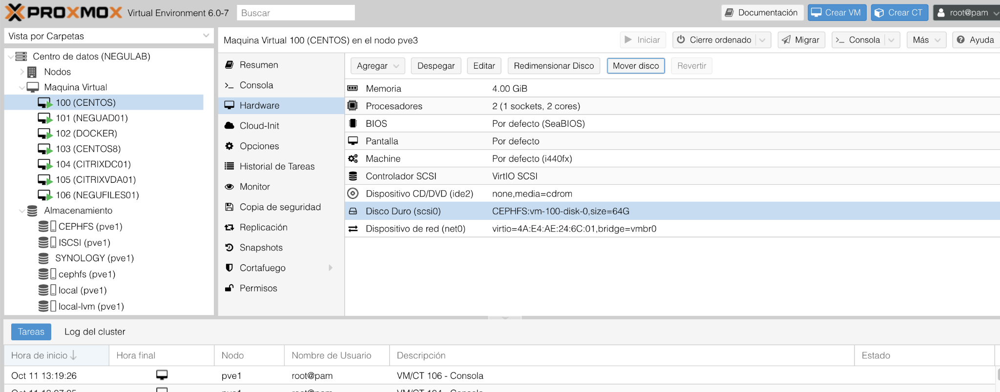 PROXMOX Virtual Environment 6.0-7 Buscar Documentación Crear VM Crear CT root@pam
Vista por Carpetas
Centro de datos (NEGULAB)
Nodos
Maquina Virtual
100 (CENTOS)
101 (NEGUAD01)
102 (DOCKER)
103 (CENTOS8)
104 (CITRIXDC01)
105 (CITRIXVDA01)
106 (NEGUFILES01)
Almacenamiento
CEPHFS (pve1)
ISCSI (pve1)
SYNOLOGY (pve1)
cephfs (pve1)
local (pve1)
local-lvm (pve1)
Maquina Virtual 100 (CENTOS) en el nodo pve3 Iniciar Cierre ordenado Migrar Consola Más Ayuda
Resumen
Consola
Hardware
Cloud-Init
Opciones
Historial de Tareas
Monitor
Copia de seguridad
Replicación
Snapshots
Cortafuego
Permisos
Agregar Despegar Editar Redimensionar Disco Mover disco Revertir
Memoria 4.00 GiB
Procesadores 2 (1 sockets, 2 cores)
BIOS Por defecto (SeaBIOS)
Pantalla Por defecto
Machine Por defecto (i440fx)
Controlador SCSI VirtIO SCSI
Dispositivo CD/DVD (ide2) none,media=cdrom
Disco Duro (scsi0) CEPHFS:vm-100-disk-0,size=64G
Dispositivo de red (net0) virtio=4A:E4:AE:24:6C:01,bridge=vmbr0
Tareas Log del cluster
Hora de inicio Hora final Nodo Nombre de Usuario Descripción Estado
Oct 11 13:19:26 pve1 root@pam VM/CT 106 - Consola